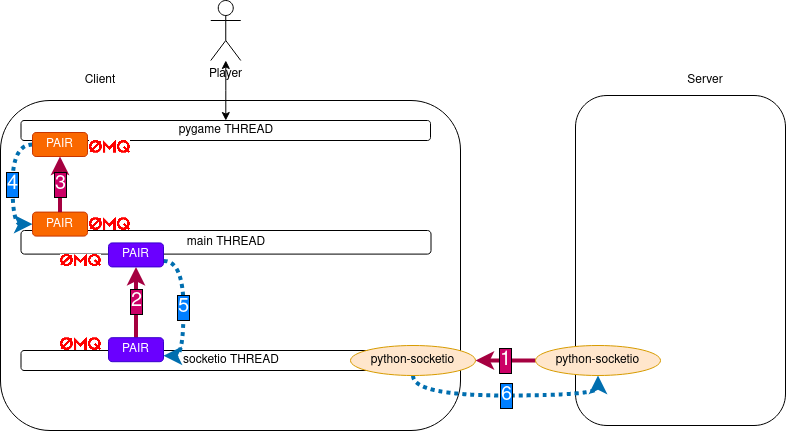 Player
Client
Server
pygame THREAD
PAIR
ØMQ
4
3
PAIR
ØMQ
main THREAD
PAIR
ØMQ
2
5
ØMQ
PAIR
socketio THREAD
python-socketio
1
python-socketio
6